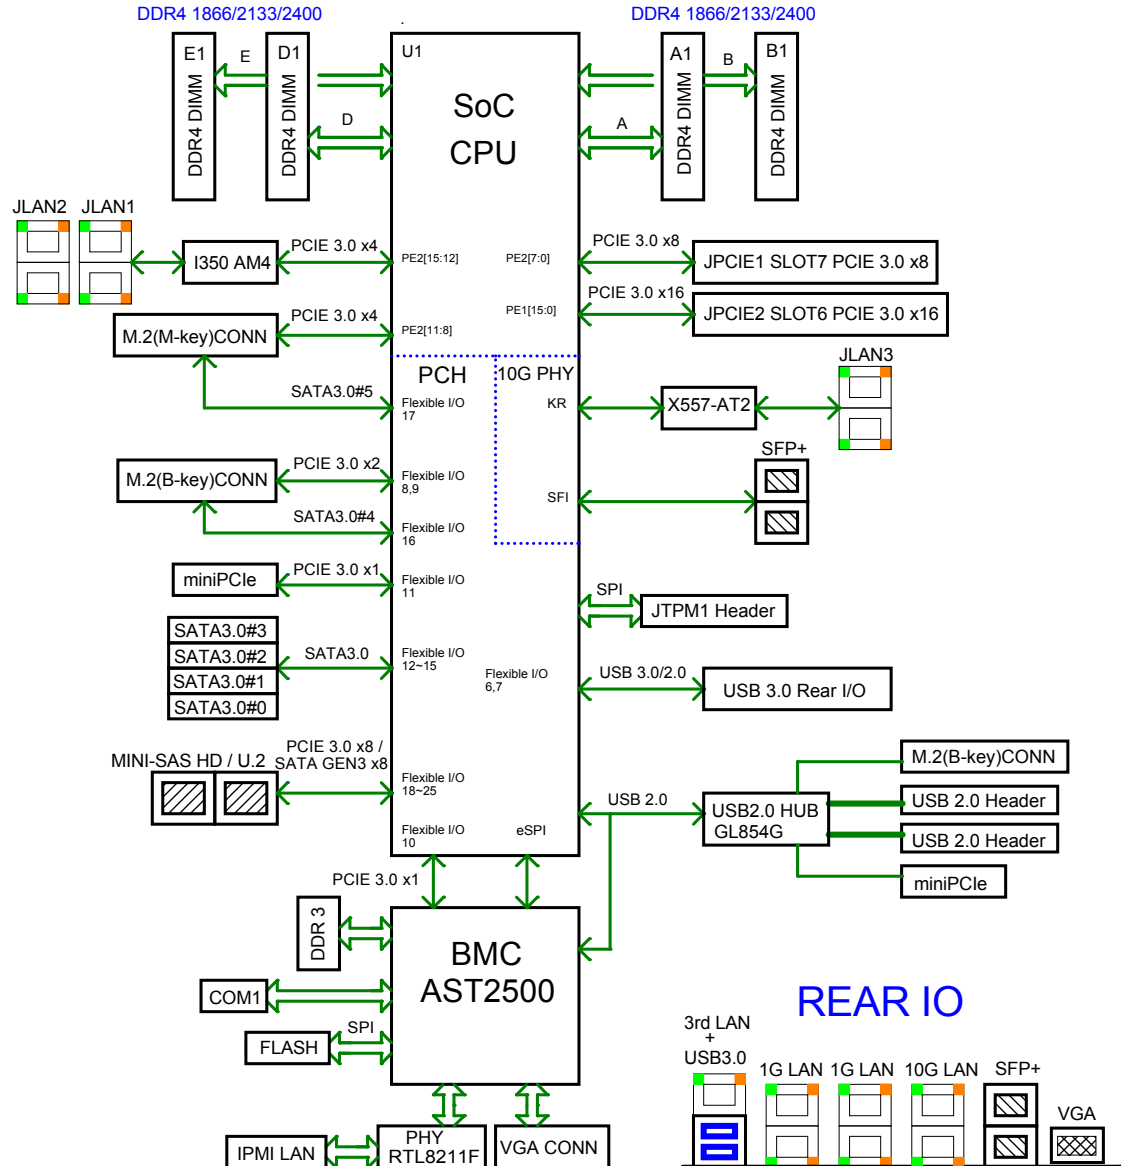 DDR4 1866/2133/2400
DDR4 1866/2133/2400
E1
DDR4 DIMM
E
D1
DDR4 DIMM
D
U1
SoC
CPU
A
A1
DDR4 DIMM
B
B1
DDR4 DIMM
JLAN2
JLAN1
I350 AM4
PCIE 3.0 x4
PE2[15:12]
PE2[7:0]
PCIE 3.0 x8
JPCIE1 SLOT7 PCIE 3.0 x8
PCIE 3.0 x16
PE1[15:0]
JPCIE2 SLOT6 PCIE 3.0 x16
M.2(M-key)CONN
PCIE 3.0 x4
PE2[11:8]
SATA3.0#5
PCH
Flexible I/O
17
10G PHY
KR
X557-AT2
JLAN3
M.2(B-key)CONN
PCIE 3.0 x2
Flexible I/O
8,9
SATA3.0#4
Flexible I/O
16
SFI
SFP+
miniPCIe
PCIE 3.0 x1
Flexible I/O
11
SPI
JTPM1 Header
SATA3.0#3
SATA3.0#2
SATA3.0#1
SATA3.0#0
SATA3.0
Flexible I/O
12~15
Flexible I/O
6,7
USB 3.0/2.0
USB 3.0 Rear I/O
MINI-SAS HD / U.2
PCIE 3.0 x8 /
SATA GEN3 x8
Flexible I/O
18~25
USB 2.0
USB2.0 HUB
GL854G
M.2(B-key)CONN
USB 2.0 Header
USB 2.0 Header
miniPCIe
Flexible I/O
10
eSPI
PCIE 3.0 x1
DDR 3
BMC
AST2500
COM1
FLASH
SPI
IPMI LAN
PHY
RTL8211F
VGA CONN
REAR IO
3rd LAN
+
USB3.0
1G LAN
1G LAN
10G LAN
SFP+
VGA